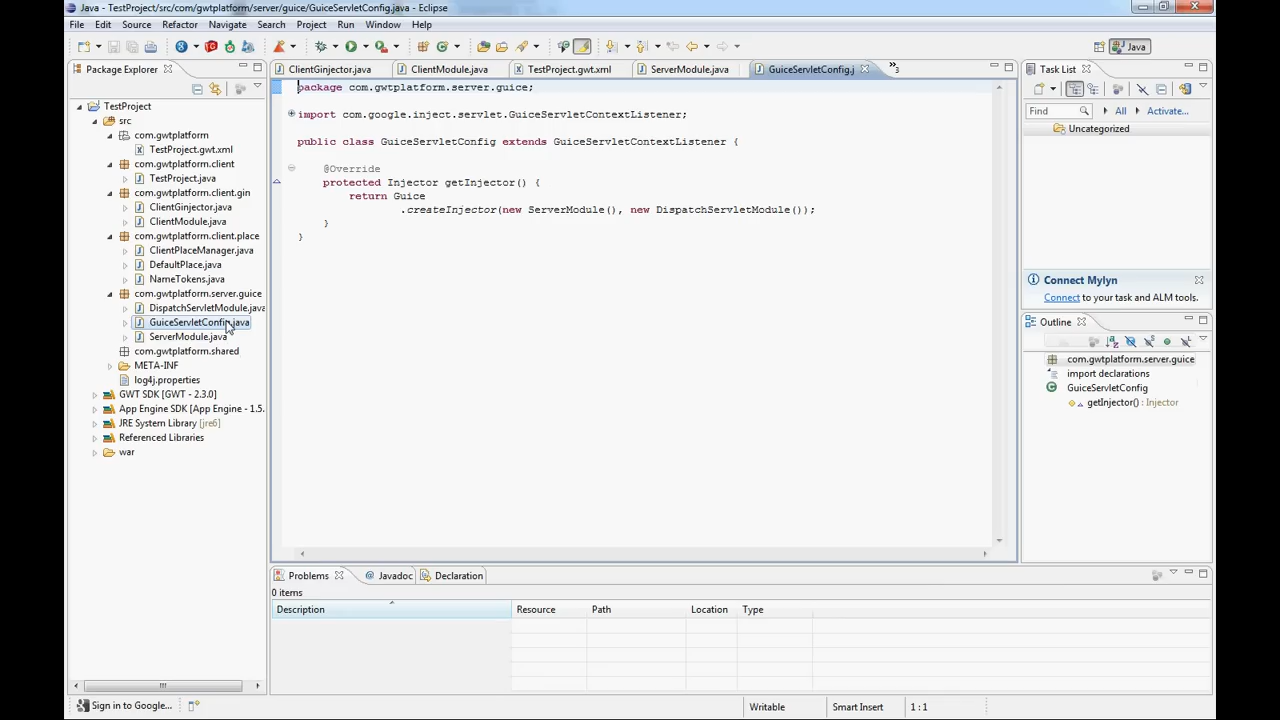 Java - TestProject/src/com/gwtplatform/server/guice/GuiceServletConfig.java - Eclipse
File Edit Source Refactor Navigate Search Project Run Window Help
Java
Package Explorer
TestProject
src
com.gwtplatform
TestProject.gwt.xml
com.gwtplatform.client
TestProject.java
com.gwtplatform.client.gin
ClientGinjector.java
ClientModule.java
com.gwtplatform.client.place
ClientPlaceManager.java
DefaultPlace.java
NameTokens.java
com.gwtplatform.server.guice
DispatchServletModule.java
GuiceServletConfig.java
ServerModule.java
com.gwtplatform.shared
META-INF
log4j.properties
GWT SDK [GWT - 2.3.0]
App Engine SDK [App Engine - 1.5.
JRE System Library [jre6]
Referenced Libraries
war
ClientGinjector.java ClientModule.java TestProject.gwt.xml ServerModule.java GuiceServletConfig.j »3
package com.gwtplatform.server.guice;
import com.google.inject.servlet.GuiceServletContextListener;
public class GuiceServletConfig extends GuiceServletContextListener {
@Override
protected Injector getInjector() {
return Guice
.createInjector(new ServerModule(), new DispatchServletModule());
}
}
Task List
Find All Activate...
Uncategorized
Connect Mylyn
Connect to your task and ALM tools.
Outline
com.gwtplatform.server.guice
import declarations
GuiceServletConfig
getInjector() : Injector
Problems Javadoc Declaration
0 items
Description Resource Path Location Type
Sign in to Google... Writable Smart Insert 1 : 1